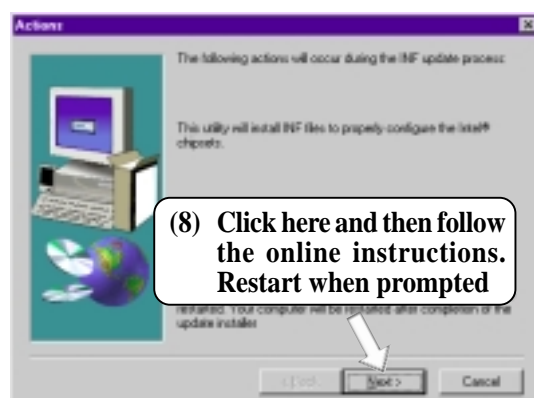 Actions
The following actions will occur during the INF update process:
This utility will install INF files to properly configure the Intel®
chipsets.
(8) Click here and then follow
the online instructions.
Restart when prompted
restarted. Your computer will be restarted after completion of the
update installer
< Back
Next >
Cancel